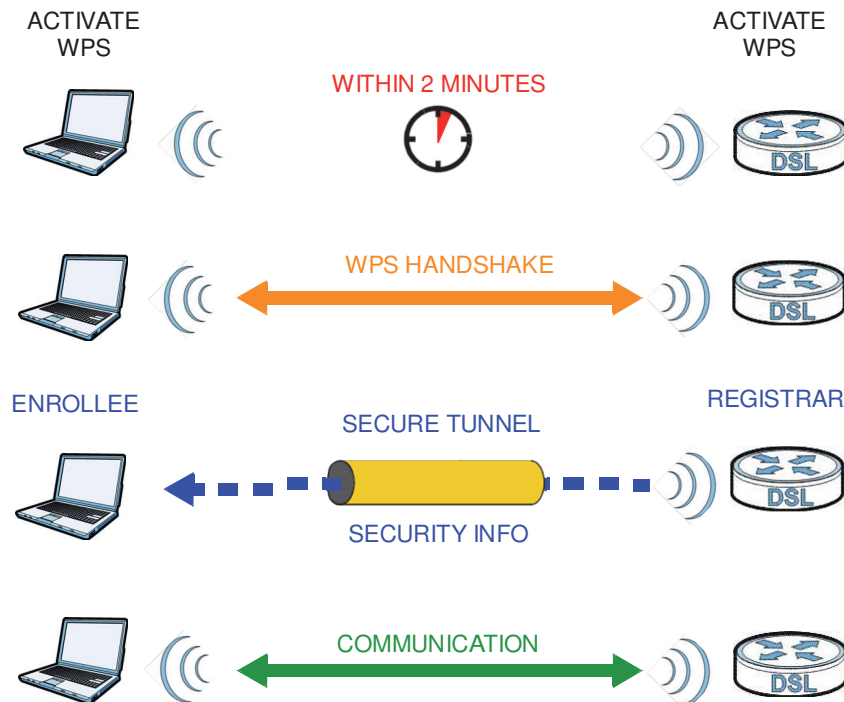 ACTIVATE
WPS
ACTIVATE
WPS
WITHIN 2 MINUTES
DSL
WPS HANDSHAKE
DSL
ENROLLEE
REGISTRAR
SECURE TUNNEL
DSL
SECURITY INFO
COMMUNICATION
DSL